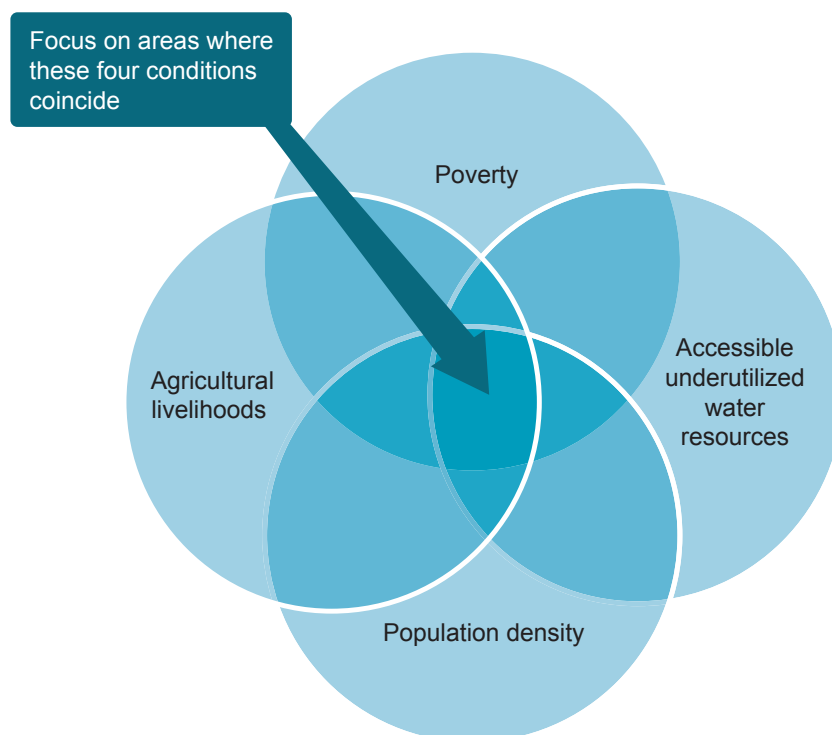 Focus on areas where
these four conditions
coincide
Poverty
Agricultural
livelihoods
Accessible
underutilized
water
resources
Population density